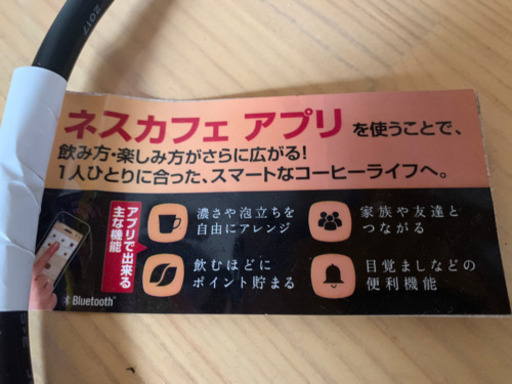 2017
ネスカフェ アプリ を使うことで、
飲み方・楽しみ方がさらに広がる!
1人ひとりに合った、スマートなコーヒーライフへ。
アプリで出来る
主な機能
濃さや泡立ちを
自由にアレンジ
家族や友達と
つながる
飲むほどに
ポイント貯まる
目覚ましなどの
便利機能
Bluetooth®